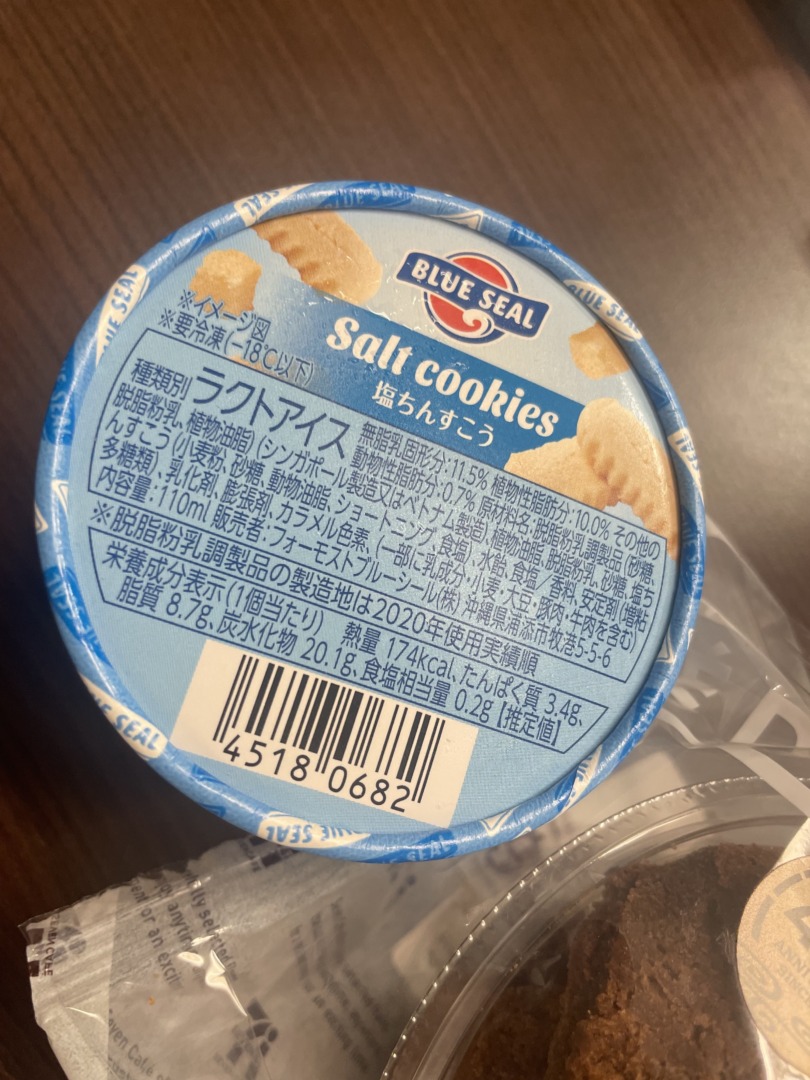 BLUE SEAL
Salt cookies
塩ちんすこう
※イメージ図
※要冷凍(−18℃以下)
種類別 ラクトアイス 無脂乳固形分:11.5% 植物性脂肪分:10.0% その他の
動物性脂肪分:0.7% 原材料名:脱脂粉乳調製品(砂糖、
脱脂粉乳、植物油脂)(シンガポール製造又はベトナム製造)、植物油脂、脱脂粉乳、砂糖、塩ち
んすこう(小麦粉、砂糖、動物油脂、ショートニング、食塩)、水飴、食塩/香料、安定剤(増粘
多糖類)、乳化剤、膨張剤、カラメル色素、(一部に乳成分・小麦・大豆・豚肉・牛肉を含む)
内容量:110ml 販売者:フォーモストブルーシール(株) 沖縄県浦添市牧港5-5-6
※脱脂粉乳調製品の製造地は2020年使用実績順
栄養成分表示(1個当たり) 熱量 174kcal、たんぱく質 3.4g、
脂質 8.7g、炭水化物 20.1g、食塩相当量 0.2g【推定値】
4518 0682
BLUE SEAL
BLUE SEAL
BLUE SEAL
BLUE SEAL
BLUE SEAL
BLUE SEAL